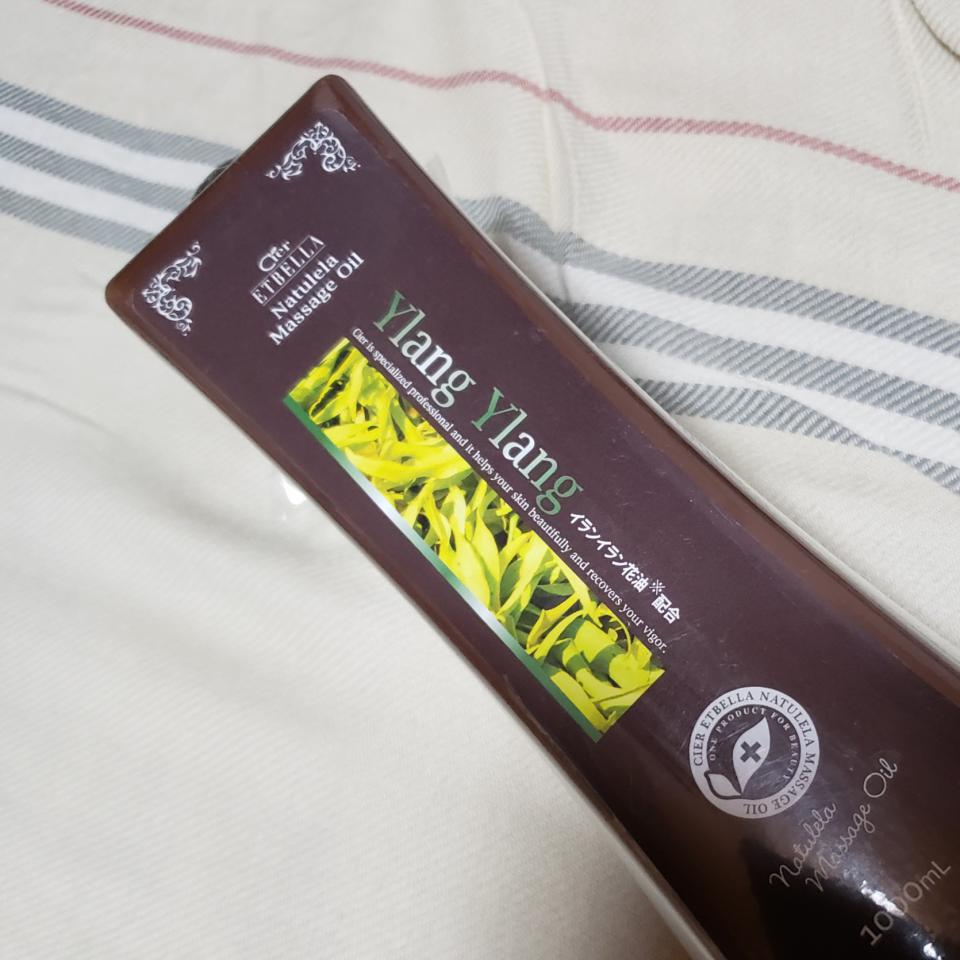 Cier
ETBELLA
Natulela
Massage Oil
Ylang Ylang
Cier is specialized professional and it helps your skin beautifully and recovers your vigor.
イランイラン花油※配合
CIER ETBELLA NATULELA MASSAGE OIL
ONE PRODUCT FOR BEAUTY
Natulela
Massage Oil
1000mL